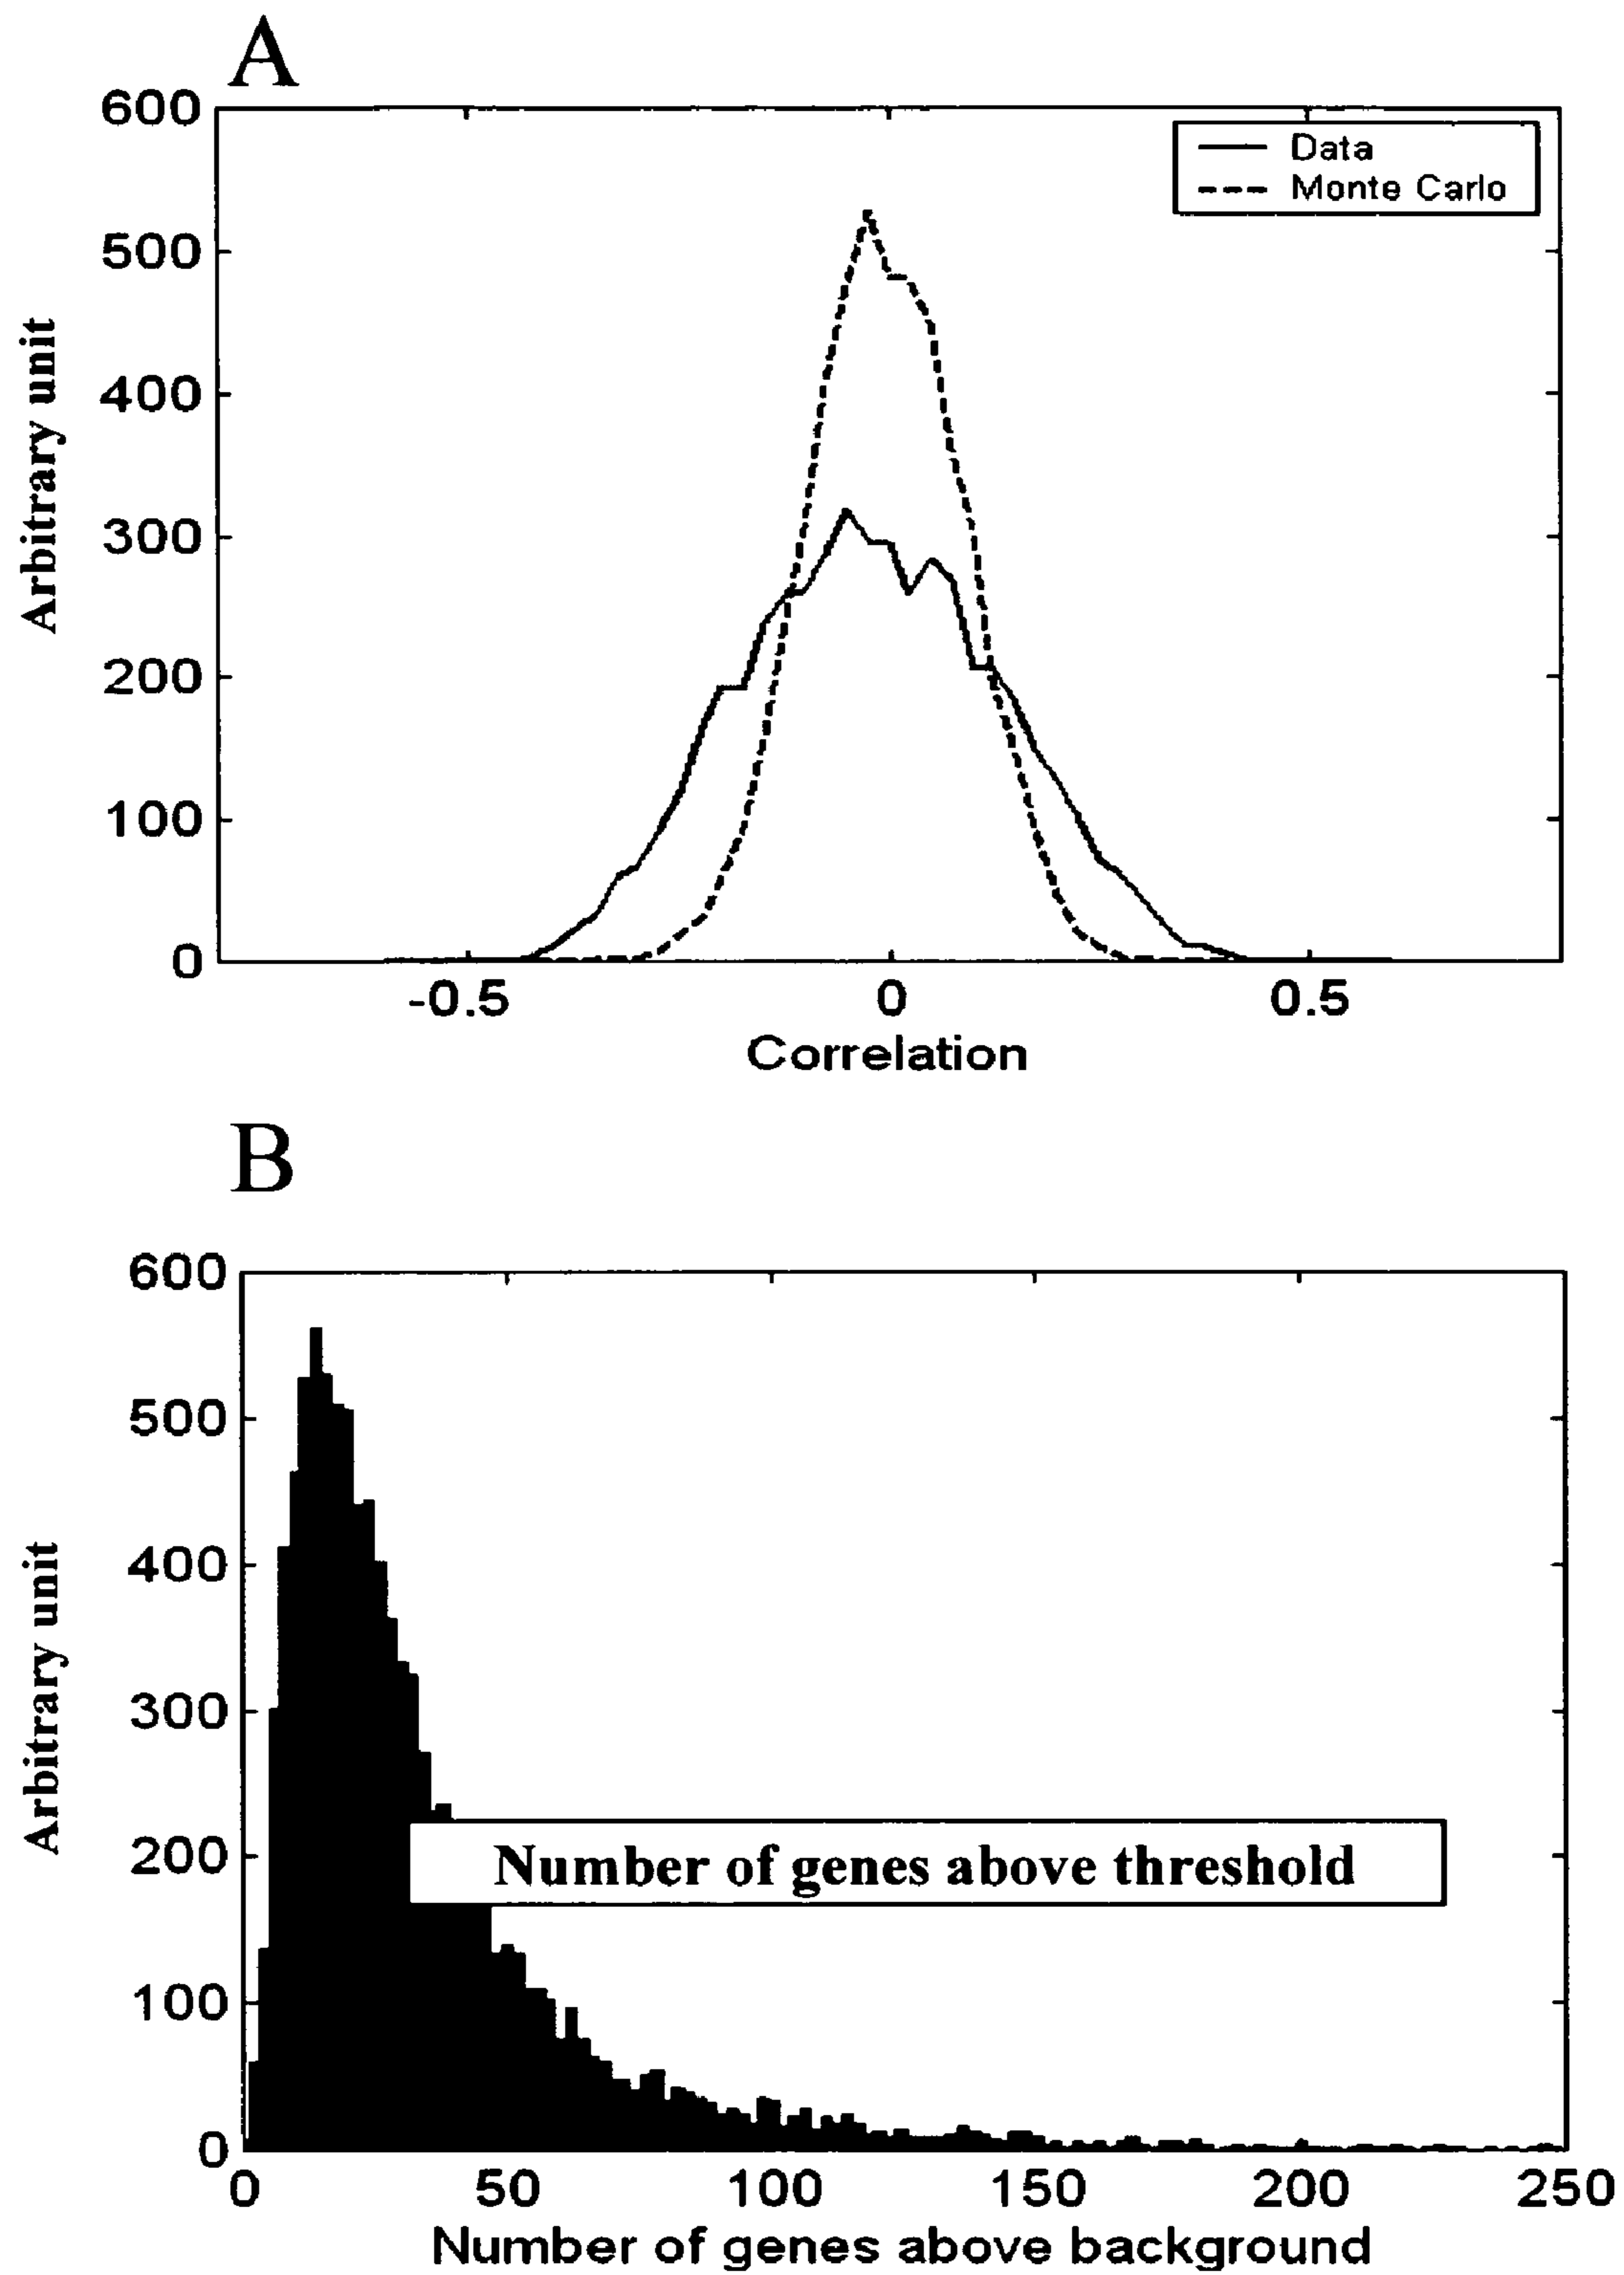 A
600
500
400
300
200
100
0
Arbitrary unit
Data
Monte Carlo
-0.5
0
0.5
Correlation
B
600
500
400
300
200
100
0
Arbitrary unit
Number of genes above threshold
0
50
100
150
200
250
Number of genes above background